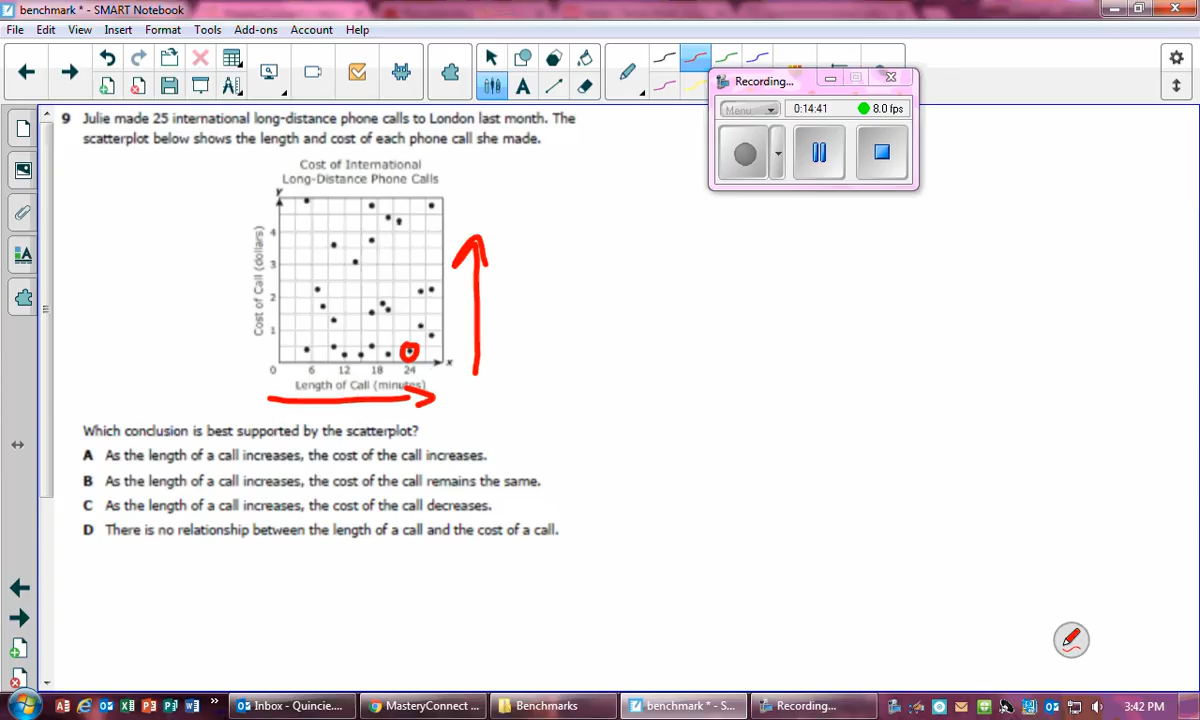 benchmark * - SMART Notebook
File Edit View Insert Format Tools Add-ons Account Help
Recording...
Menu 0:14:41 8.0 fps
9 Julie made 25 international long-distance phone calls to London last month. The
scatterplot below shows the length and cost of each phone call she made.
Cost of International
Long-Distance Phone Calls
y
4
3
2
1
Cost of Call (dollars)
0 6 12 18 24 x
Length of Call (minutes)
Which conclusion is best supported by the scatterplot?
A As the length of a call increases, the cost of the call increases.
B As the length of a call increases, the cost of the call remains the same.
C As the length of a call increases, the cost of the call decreases.
D There is no relationship between the length of a call and the cost of a call.
Inbox - Quincie.... MasteryConnect ... Benchmarks benchmark * - S... Recording... 3:42 PM